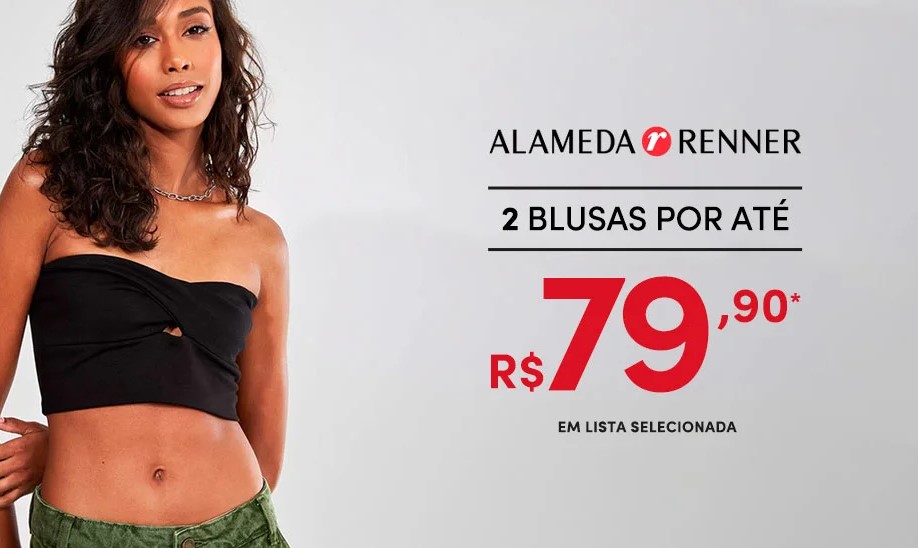 ALAMEDA r RENNER
2 BLUSAS POR ATÉ
R$79,90*
EM LISTA SELECIONADA